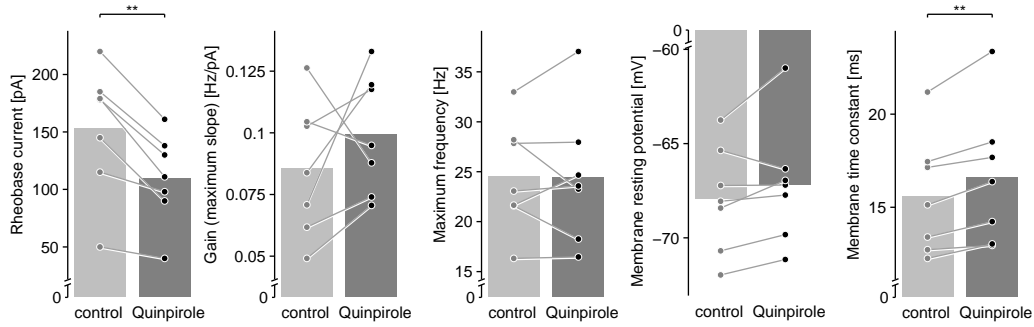 **
**
Rheobase current [pA]
200
150
100
50
0
control
Quinpirole
Gain (maximum slope) [Hz/pA]
0.125
0.1
0.075
0.05
0
control
Quinpirole
Maximum frequency [Hz]
35
30
25
20
15
0
control
Quinpirole
Membrane resting potential [mV]
0
−60
−65
−70
control
Quinpirole
Membrane time constant [ms]
20
15
0
control
Quinpirole